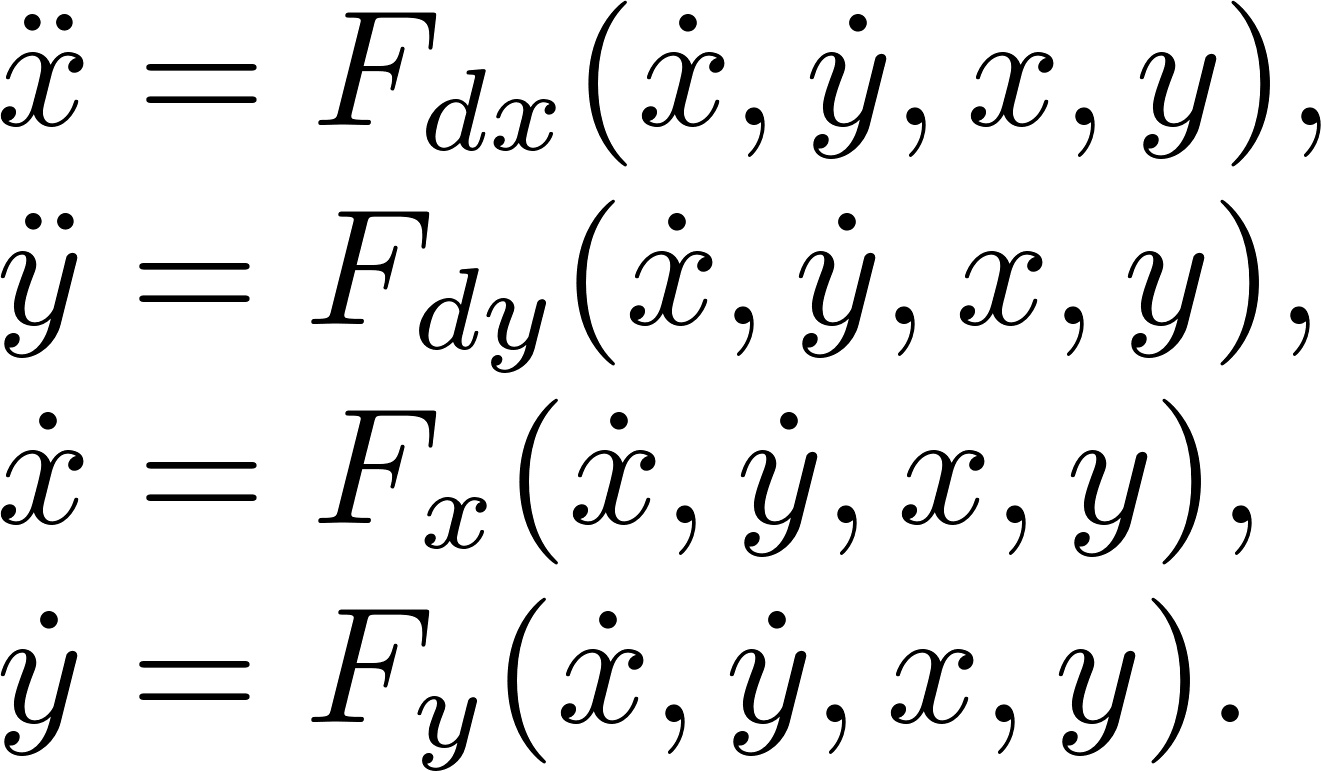 ẍ = F_{dx}(ẋ, ẏ, x, y),
ÿ = F_{dy}(ẋ, ẏ, x, y),
ẋ = F_x(ẋ, ẏ, x, y),
ẏ = F_y(ẋ, ẏ, x, y).